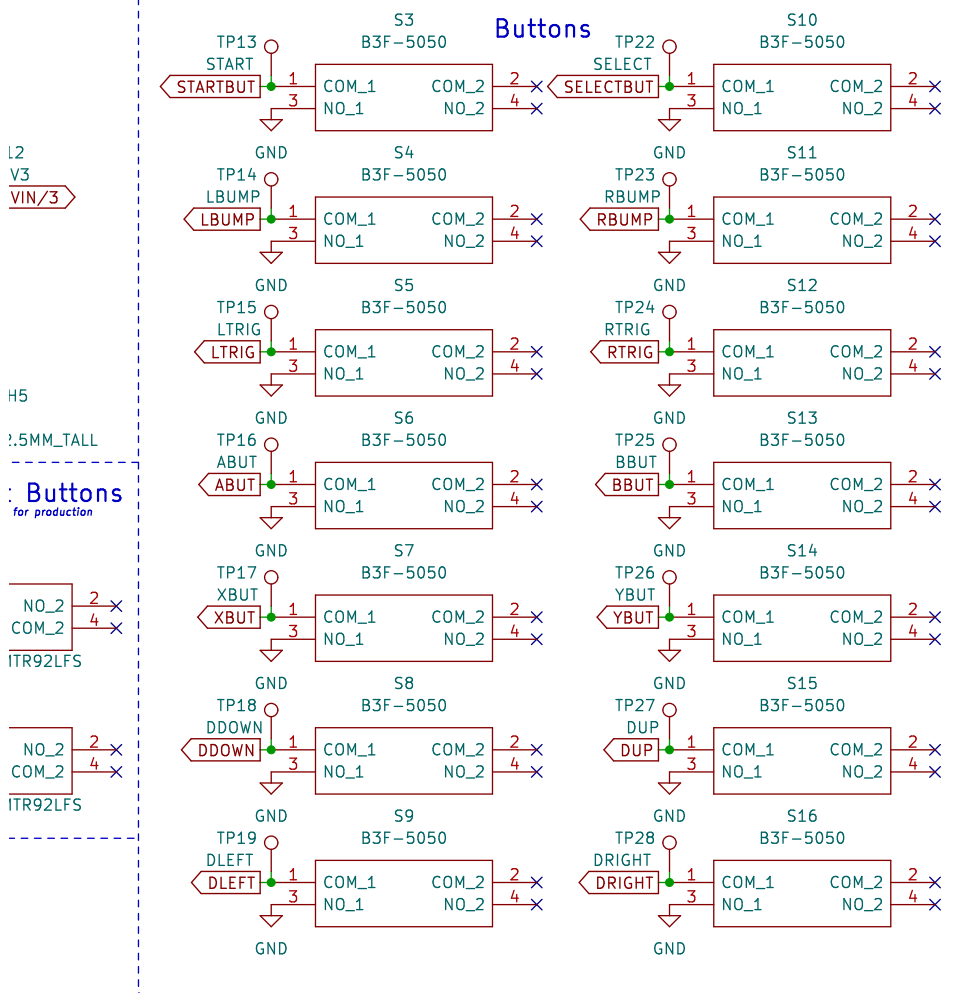 Buttons
S3
B3F-5050
TP13
START
STARTBUT
1
COM_1
COM_2
2
3
NO_1
NO_2
4
GND
S10
B3F-5050
TP22
SELECT
SELECTBUT
1
COM_1
COM_2
2
3
NO_1
NO_2
4
GND
S4
B3F-5050
TP14
LBUMP
LBUMP
1
COM_1
COM_2
2
3
NO_1
NO_2
4
GND
S11
B3F-5050
TP23
RBUMP
RBUMP
1
COM_1
COM_2
2
3
NO_1
NO_2
4
GND
S5
B3F-5050
TP15
LTRIG
LTRIG
1
COM_1
COM_2
2
3
NO_1
NO_2
4
GND
S12
B3F-5050
TP24
RTRIG
RTRIG
1
COM_1
COM_2
2
3
NO_1
NO_2
4
GND
S6
B3F-5050
TP16
ABUT
ABUT
1
COM_1
COM_2
2
3
NO_1
NO_2
4
GND
S13
B3F-5050
TP25
BBUT
BBUT
1
COM_1
COM_2
2
3
NO_1
NO_2
4
GND
S7
B3F-5050
TP17
XBUT
XBUT
1
COM_1
COM_2
2
3
NO_1
NO_2
4
GND
S14
B3F-5050
TP26
YBUT
YBUT
1
COM_1
COM_2
2
3
NO_1
NO_2
4
GND
S8
B3F-5050
TP18
DDOWN
DDOWN
1
COM_1
COM_2
2
3
NO_1
NO_2
4
GND
S15
B3F-5050
TP27
DUP
DUP
1
COM_1
COM_2
2
3
NO_1
NO_2
4
GND
S9
B3F-5050
TP19
DLEFT
DLEFT
1
COM_1
COM_2
2
3
NO_1
NO_2
4
GND
S16
B3F-5050
TP28
DRIGHT
DRIGHT
1
COM_1
COM_2
2
3
NO_1
NO_2
4
GND
V3
VIN/3
H5
2.5MM_TALL
Buttons
for production
NO_2
2
COM_2
4
MTR92LFS
NO_2
2
COM_2
4
MTR92LFS